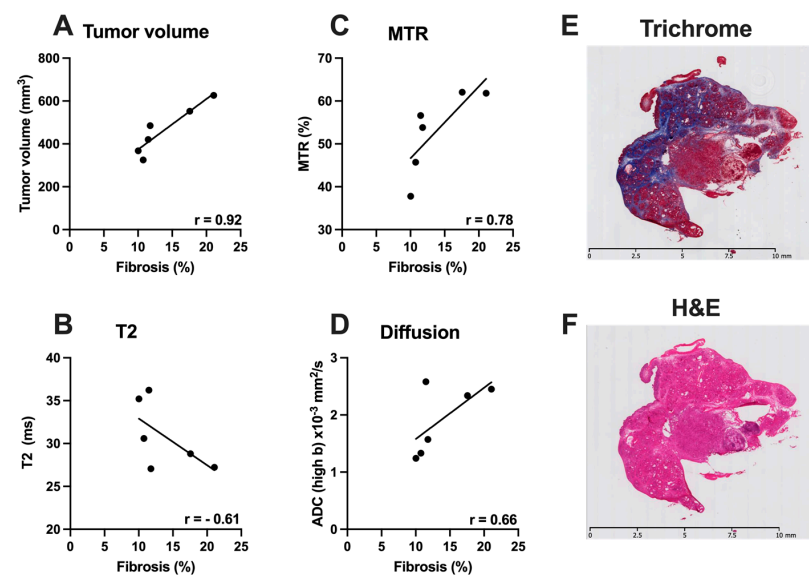 A Tumor volume
800
600
400
200
0
Tumor volume (mm³)
0 5 10 15 20 25
Fibrosis (%)
r = 0.92
B T2
40
35
30
25
20
T2 (ms)
0 5 10 15 20 25
Fibrosis (%)
r = - 0.61
C MTR
70
60
50
40
30
MTR (%)
0 5 10 15 20 25
Fibrosis (%)
r = 0.78
D Diffusion
3
2
1
0
ADC (high b) x10⁻³ mm²/s
0 5 10 15 20 25
Fibrosis (%)
r = 0.66
E Trichrome
0 2.5 5 7.5 10 mm
F H&E
0 2.5 5 7.5 10 mm